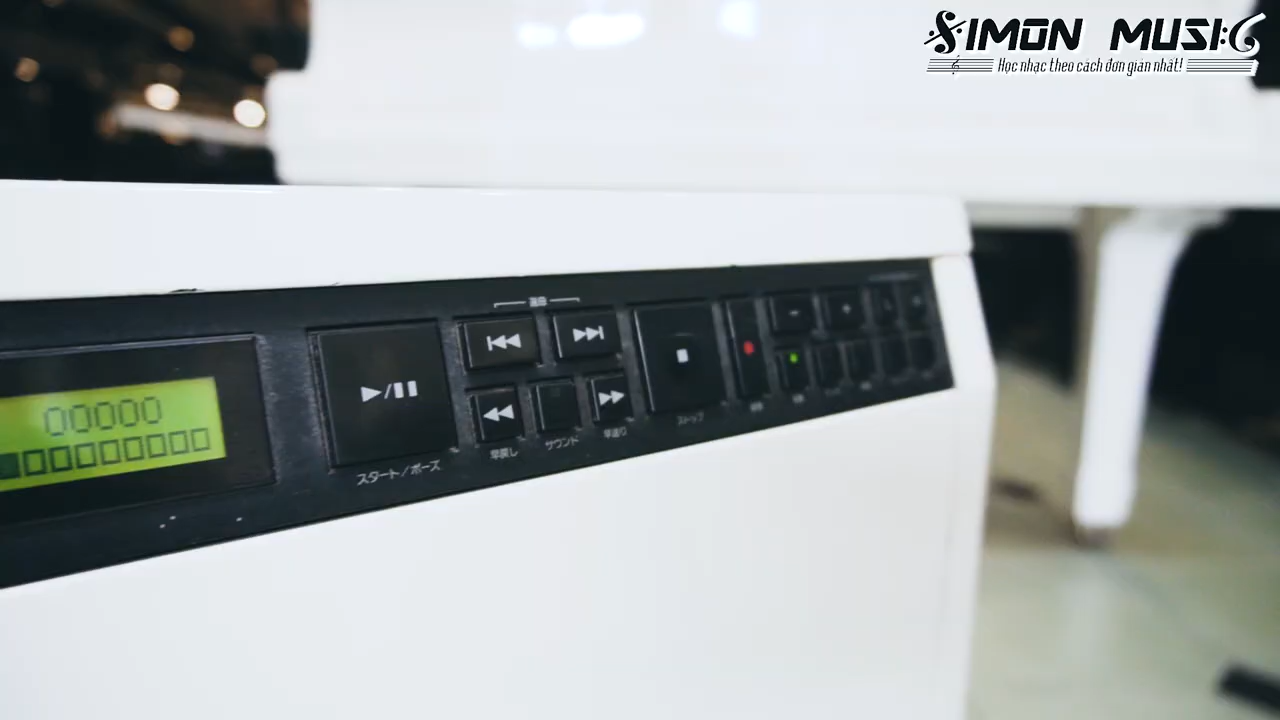 SIMON MUSIC
Học nhạc theo cách đơn giản nhất!
選曲
スタート/ポーズ
早戻し
サウンド
早送り
ストップ
00000